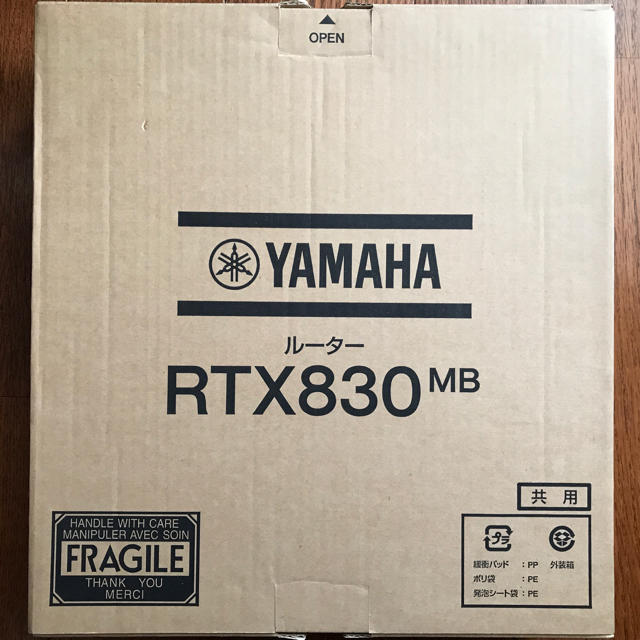 OPEN
YAMAHA
ルーター
RTX830 MB
共用
HANDLE WITH CARE
MANIPULER AVEC SOIN
FRAGILE
THANK YOU
MERCI
プラ
緩衝パッド : PP 外装箱
ポリ袋 : PE
発泡シート袋 : PE